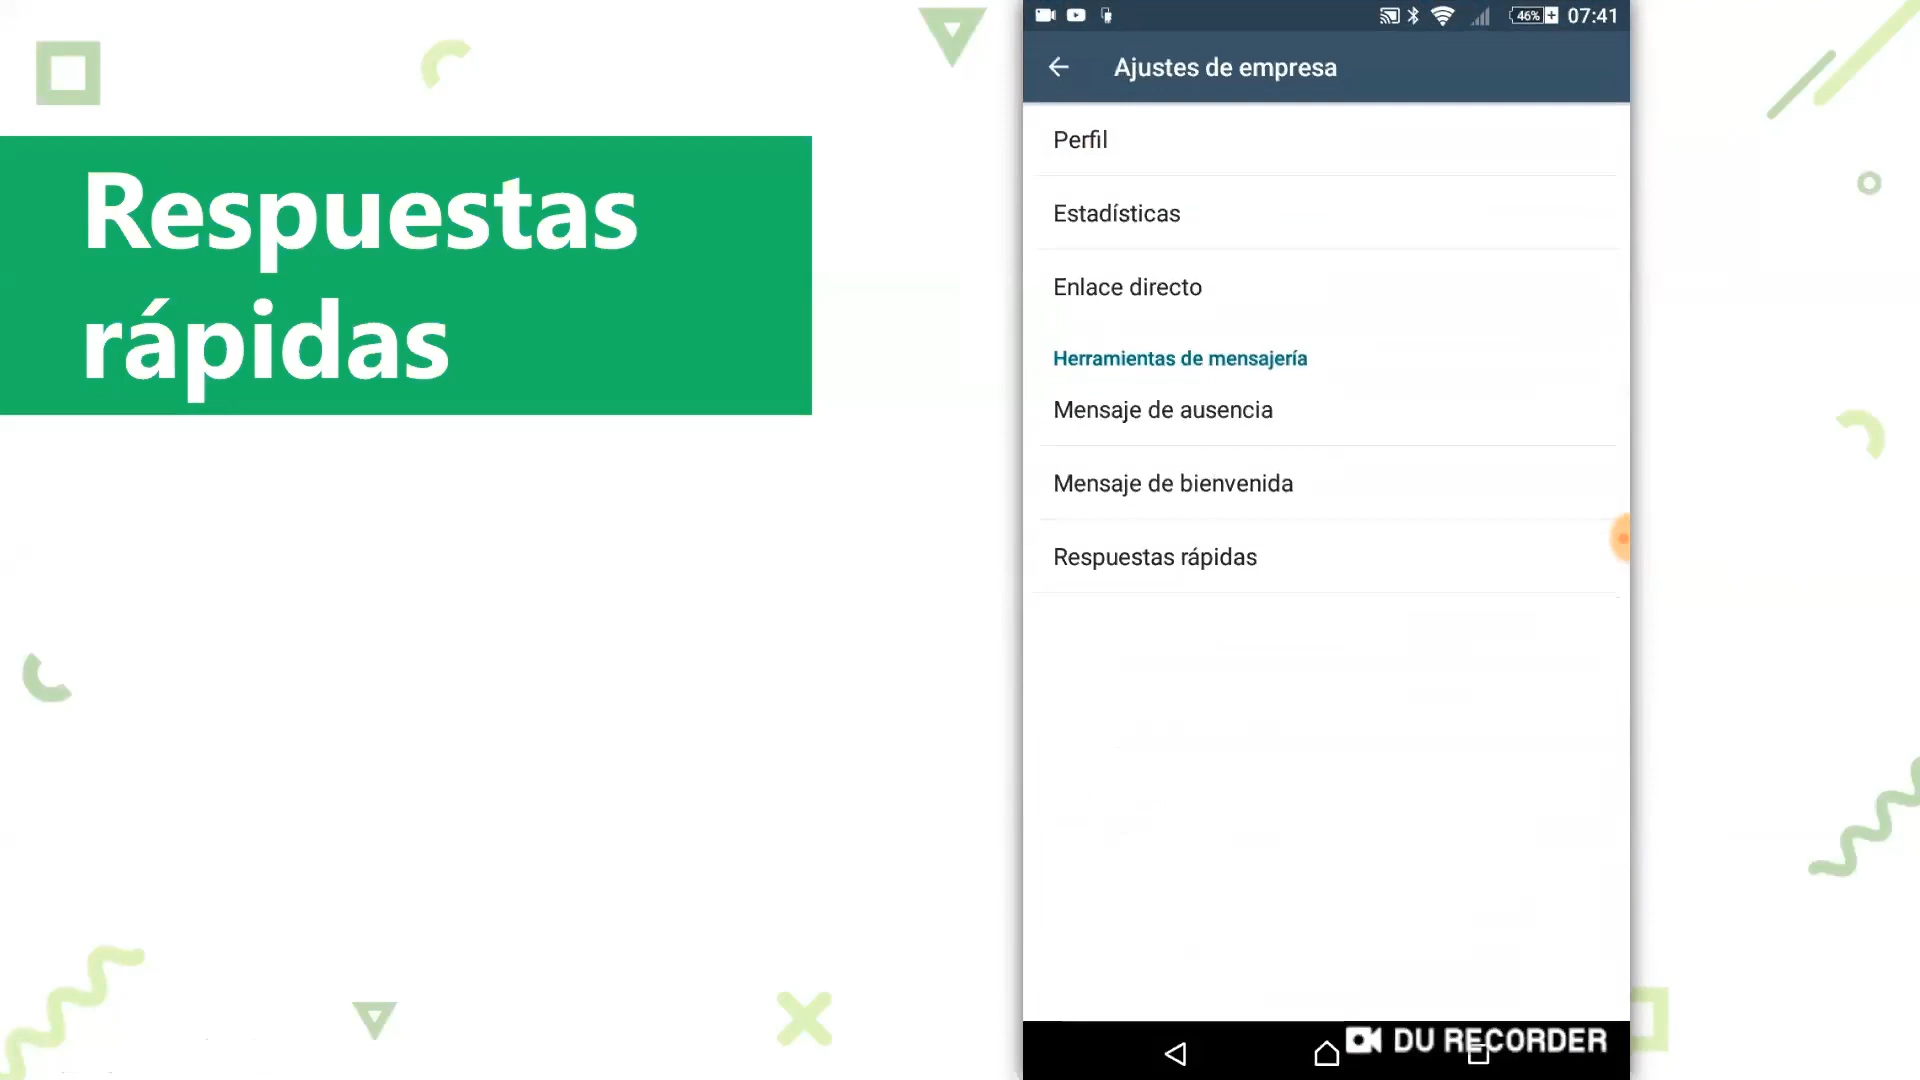 Respuestas
rápidas
46% 07:41
Ajustes de empresa
Perfil
Estadísticas
Enlace directo
Herramientas de mensajería
Mensaje de ausencia
Mensaje de bienvenida
Respuestas rápidas
DU RECORDER